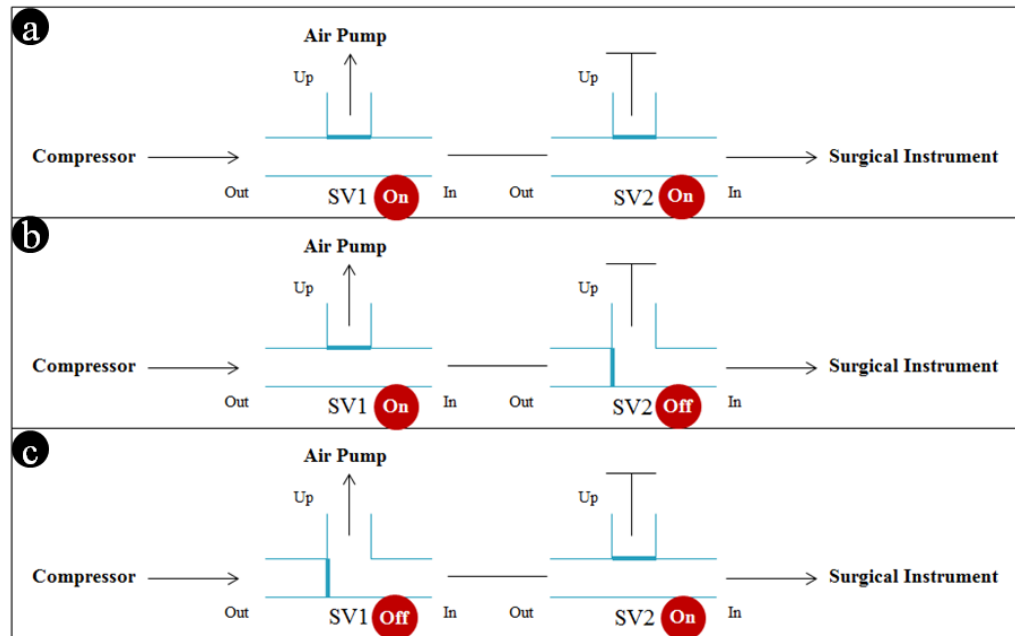 a
Air Pump
Up Up
Compressor Surgical Instrument
Out SV1 On In Out SV2 On In
b
Air Pump
Up Up
Compressor Surgical Instrument
Out SV1 On In Out SV2 Off In
c
Air Pump
Up Up
Compressor Surgical Instrument
Out SV1 Off In Out SV2 On In